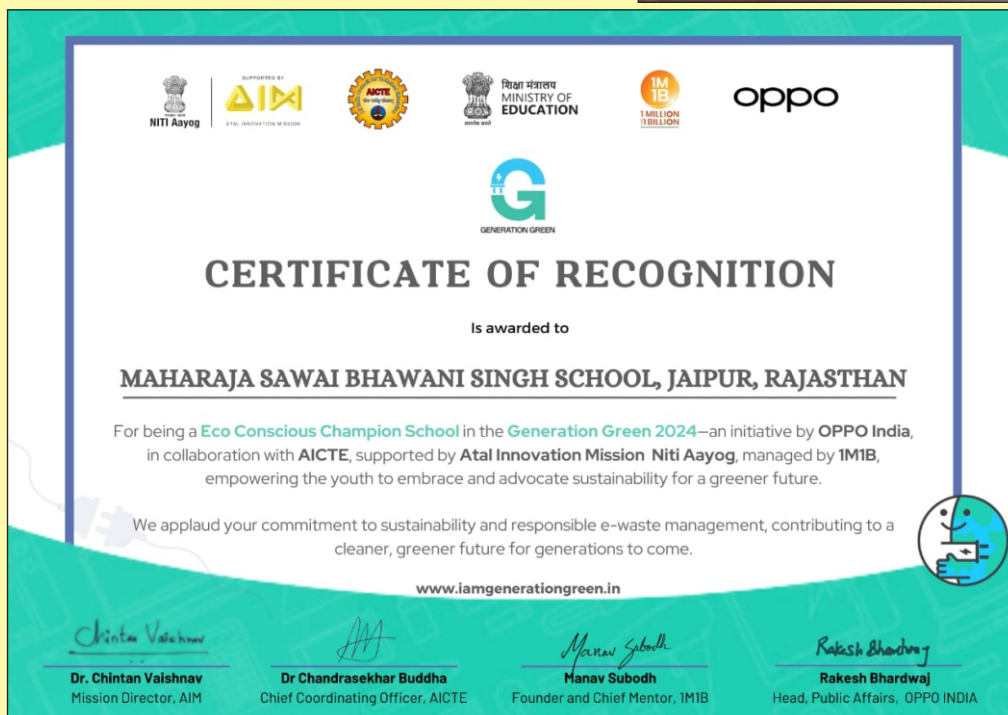 NITI Aayog
SUPPORTED BY
AIM
ATAL INNOVATION MISSION
AICTE
शिक्षा मंत्रालय
MINISTRY OF
EDUCATION
सत्यमेव जयते
1M
1B
1 MILLION
1 BILLION
oppo
G
GENERATION GREEN
CERTIFICATE OF RECOGNITION
Is awarded to
MAHARAJA SAWAI BHAWANI SINGH SCHOOL, JAIPUR, RAJASTHAN
For being a Eco Conscious Champion School in the Generation Green 2024—an initiative by OPPO India,
in collaboration with AICTE, supported by Atal Innovation Mission Niti Aayog, managed by 1M1B,
empowering the youth to embrace and advocate sustainability for a greener future.
We applaud your commitment to sustainability and responsible e-waste management, contributing to a
cleaner, greener future for generations to come.
www.iamgenerationgreen.in
Chintan Vaishnav
Manav Subodh
Rakesh Bhardwaj
Dr. Chintan Vaishnav
Mission Director, AIM
Dr Chandrasekhar Buddha
Chief Coordinating Officer, AICTE
Manav Subodh
Founder and Chief Mentor, 1M1B
Rakesh Bhardwaj
Head, Public Affairs, OPPO INDIA